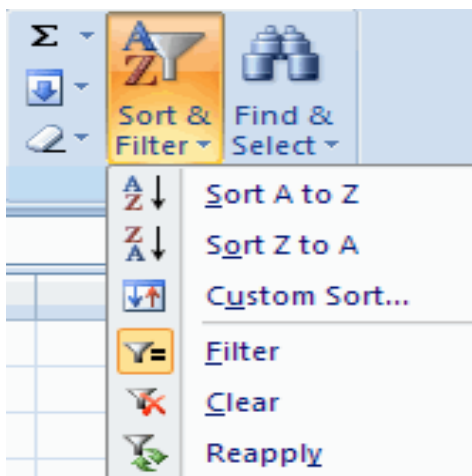 Σ
Sort &
Filter
Find &
Select
Sort A to Z
Sort Z to A
Custom Sort...
Filter
Clear
Reapply